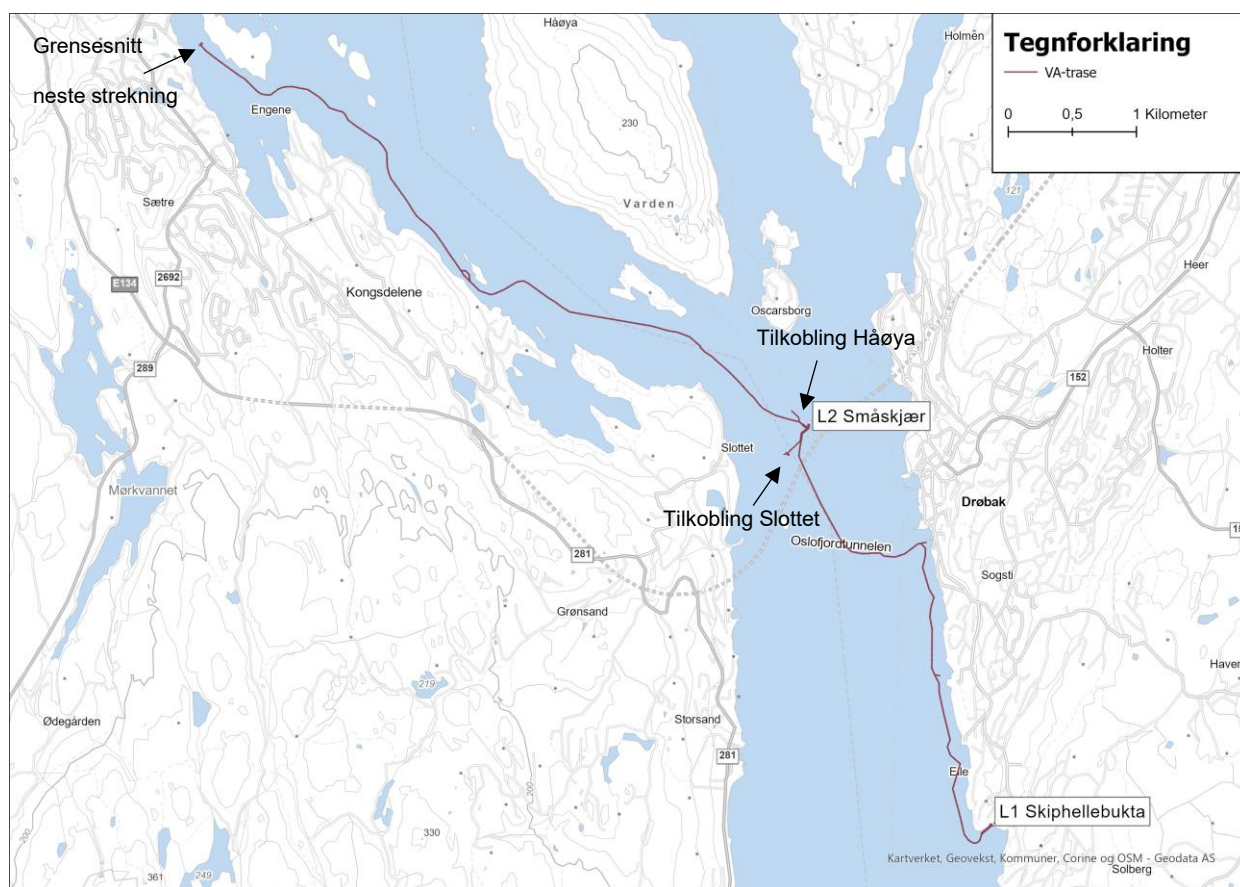 Grensesnitt
neste strekning
Håøya
Holmën
Tegnforklaring
VA-trase
0 0,5 1 Kilometer
Engene
230
121
Sætre
Varden
Heer
E134
2692
Kongsdelene
Oscarsborg
Tilkobling Håøya
Holter
152
289
L2 Småskjær
Slottet
Mørkvannet
Drøbak
Tilkobling Slottet
Oslofjordtunnelen
281
Sogsti
Grønsand
Haver
219
Ødegården
Storsand
281
Elle
L1 Skiphellebukta
200
200
330
Kartverket, Geovekst, Kommuner, Corine og OSM - Geodata AS
Solberg
361
249